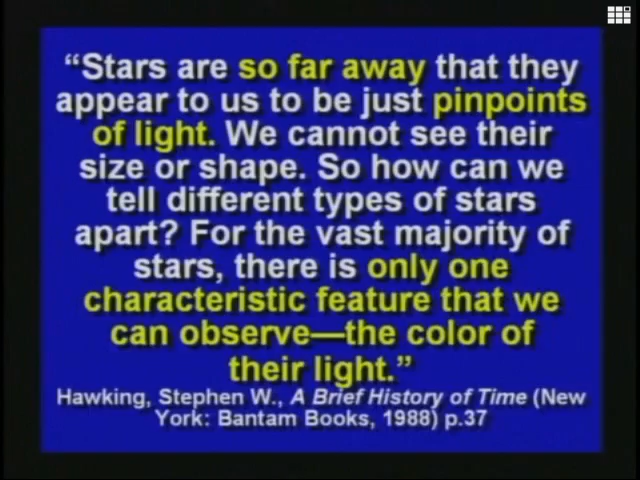 “Stars are so far away that they
appear to us to be just pinpoints
of light. We cannot see their
size or shape. So how can we
tell different types of stars
apart? For the vast majority of
stars, there is only one
characteristic feature that we
can observe—the color of
their light.”
Hawking, Stephen W., A Brief History of Time (New
York: Bantam Books, 1988) p.37